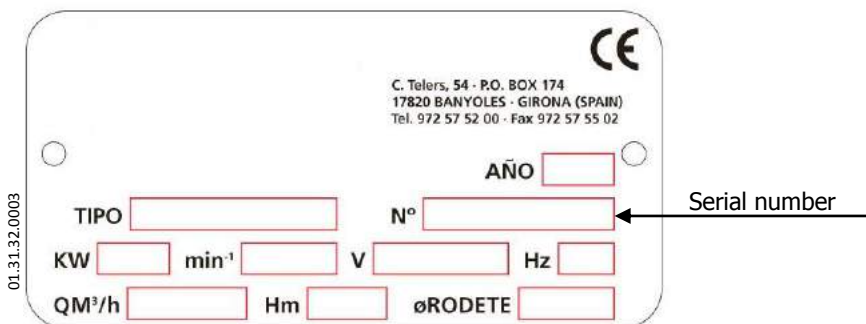 CE
C. Telers, 54 - P.O. BOX 174
17820 BANYOLES - GIRONA (SPAIN)
Tel. 972 57 52 00 - Fax 972 57 55 02
AÑO
TIPO Nº Serial number
KW min⁻¹ V Hz
QM³/h Hm øRODETE
01.31.32.0003